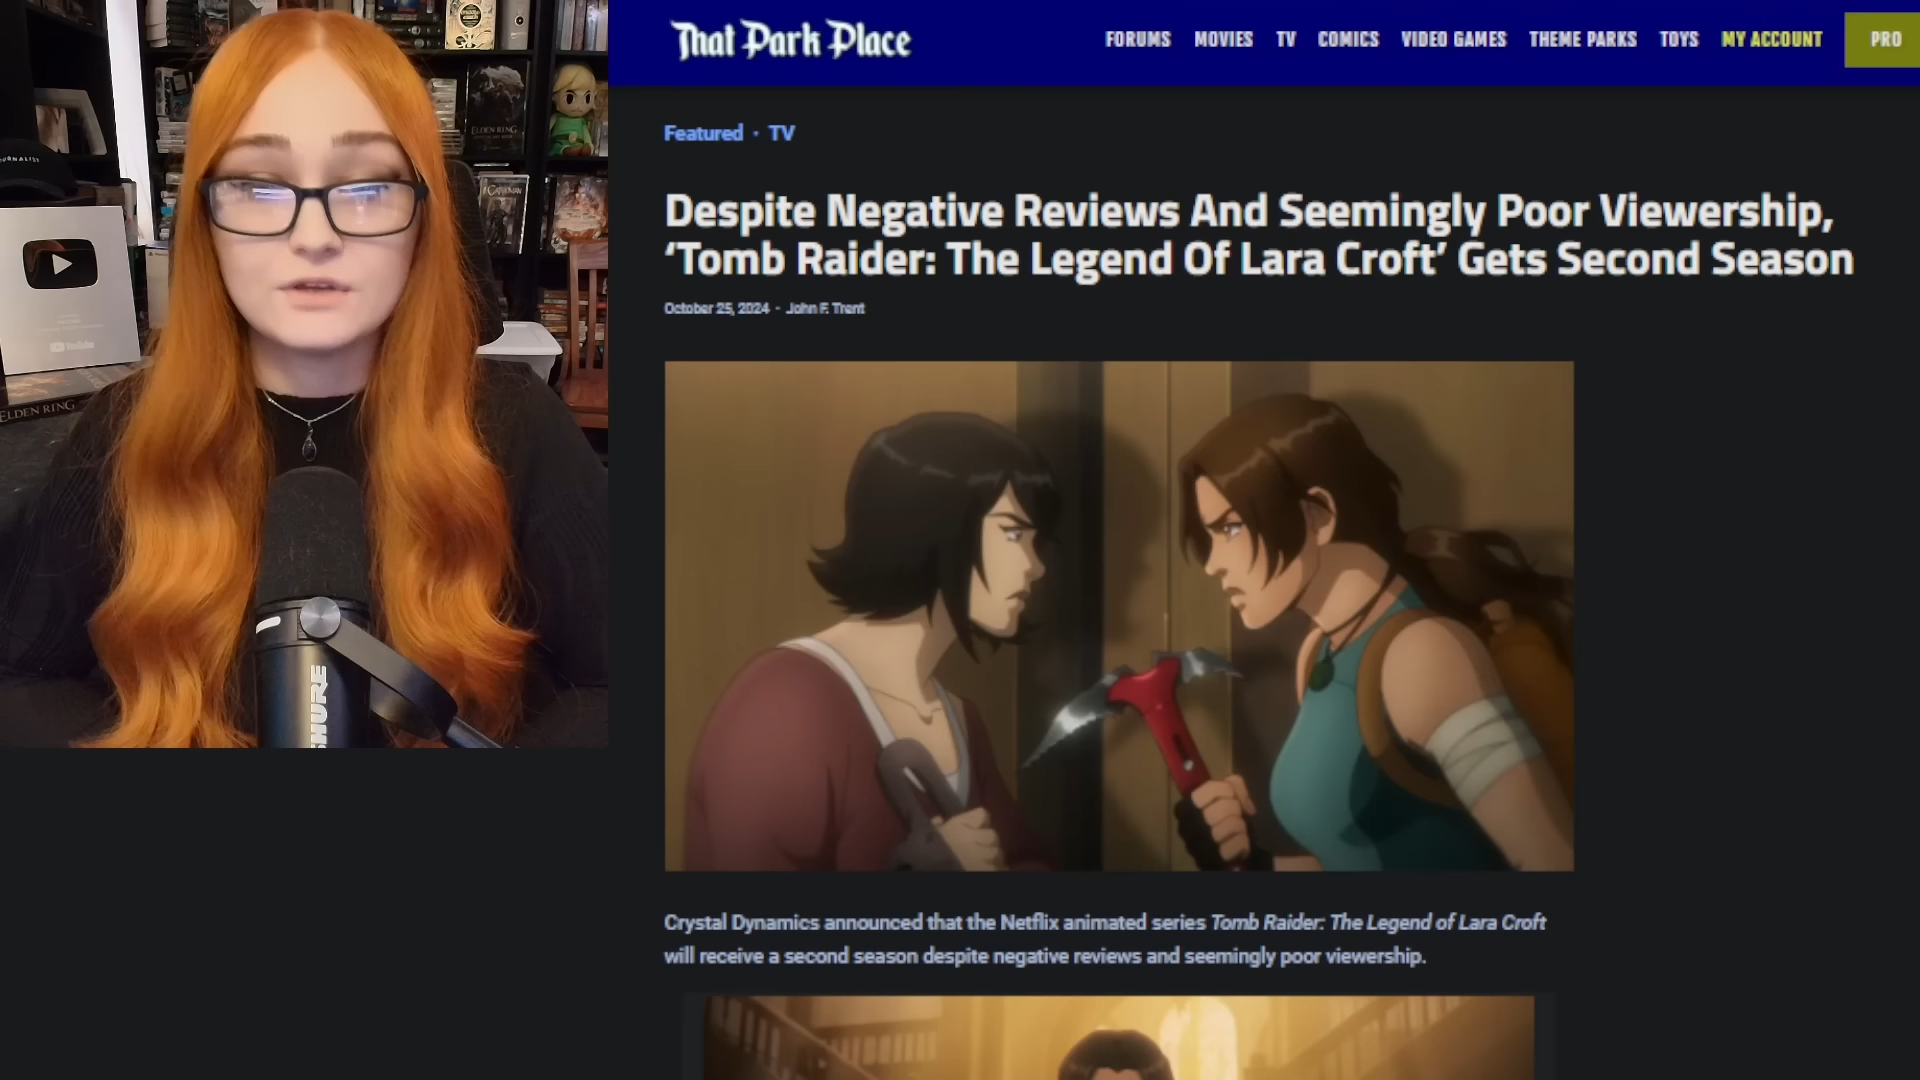 That Park Place
FORUMS MOVIES TV COMICS VIDEO GAMES THEME PARKS TOYS MY ACCOUNT PRO
Featured · TV
Despite Negative Reviews And Seemingly Poor Viewership,
‘Tomb Raider: The Legend Of Lara Croft’ Gets Second Season
October 25, 2024 - John F. Trent
Crystal Dynamics announced that the Netflix animated series Tomb Raider: The Legend of Lara Croft
will receive a second season despite negative reviews and seemingly poor viewership.
ELDEN RING
YouTube
ELDEN RING
SHURE